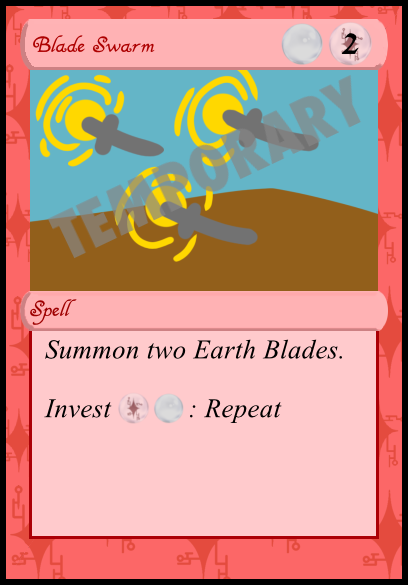 Blade Swarm 2
TEMPORARY
Spell
Summon two Earth Blades.
Invest : Repeat